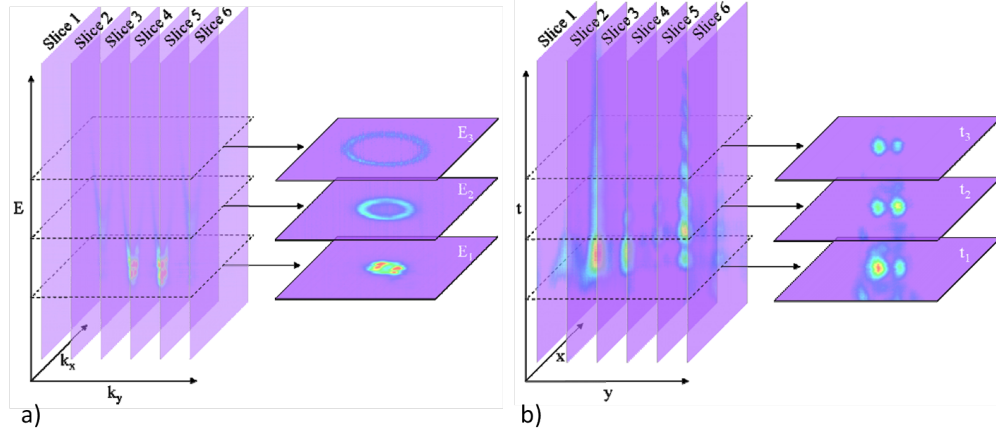 Slice 1
Slice 2
Slice 3
Slice 4
Slice 5
Slice 6
E
E3
E2
E1
kx
ky
a)
Slice 1
Slice 2
Slice 3
Slice 4
Slice 5
Slice 6
t
t3
t2
t1
x
y
b)